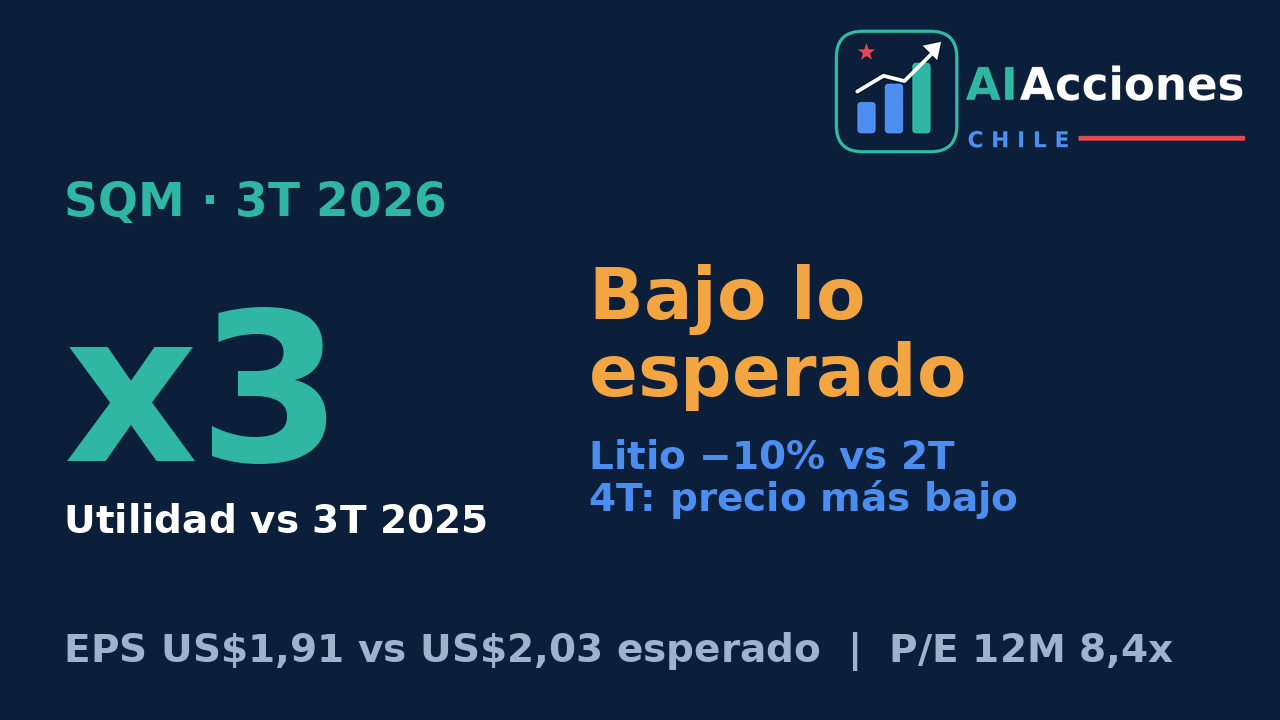 AIAcciones
CHILE
SQM · 3T 2026
x3
Utilidad vs 3T 2025
Bajo lo
esperado
Litio −10% vs 2T
4T: precio más bajo
EPS US$1,91 vs US$2,03 esperado | P/E 12M 8,4x